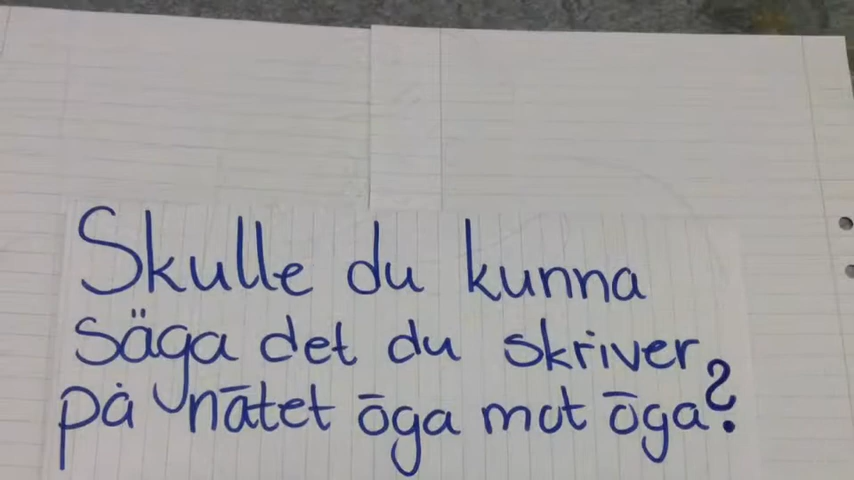 Skulle du kunna
säga det du skriver
på nätet öga mot öga?